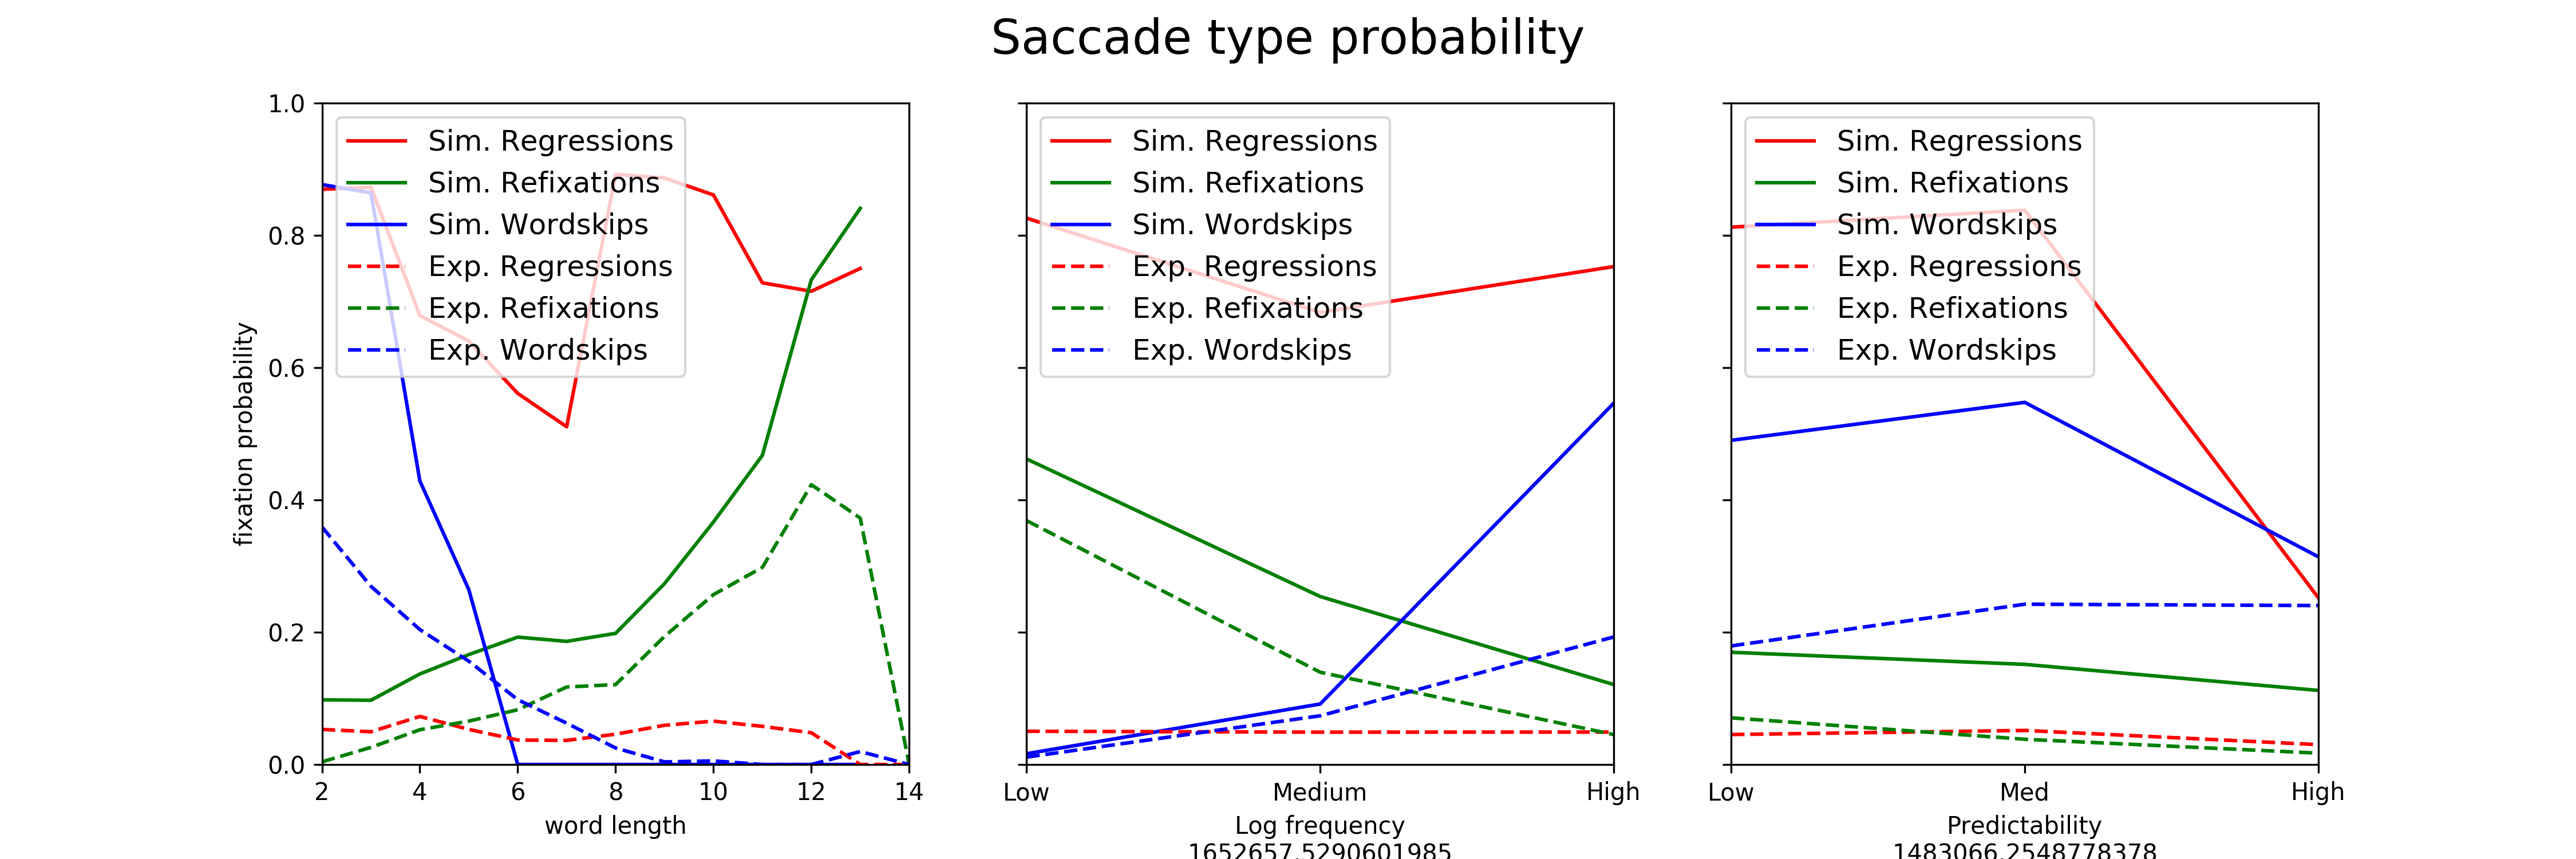 Saccade type probability
1.0
0.8
0.6
0.4
0.2
0.0
fixation probability
Sim. Regressions
Sim. Refixations
Sim. Wordskips
Exp. Regressions
Exp. Refixations
Exp. Wordskips
2 4 6 8 10 12 14
word length
Sim. Regressions
Sim. Refixations
Sim. Wordskips
Exp. Regressions
Exp. Refixations
Exp. Wordskips
Low Medium High
Log frequency
1652657.5290601985
Sim. Regressions
Sim. Refixations
Sim. Wordskips
Exp. Regressions
Exp. Refixations
Exp. Wordskips
Low Med High
Predictability
1483066.2548778378